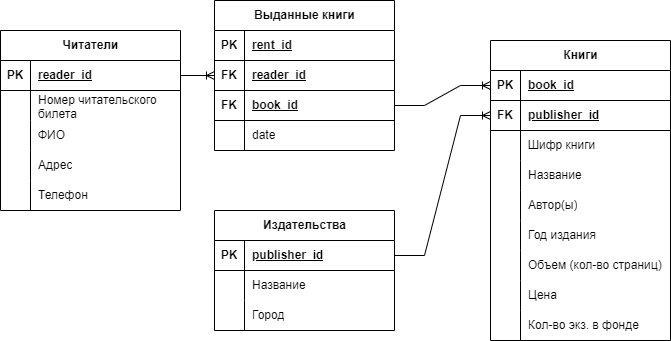 Читатели
PK reader_id
Номер читательского
билета
ФИО
Адрес
Телефон
Выданные книги
PK rent_id
FK reader_id
FK book_id
date
Издательства
PK publisher_id
Название
Город
Книги
PK book_id
FK publisher_id
Шифр книги
Название
Автор(ы)
Год издания
Объем (кол-во страниц)
Цена
Кол-во экз. в фонде